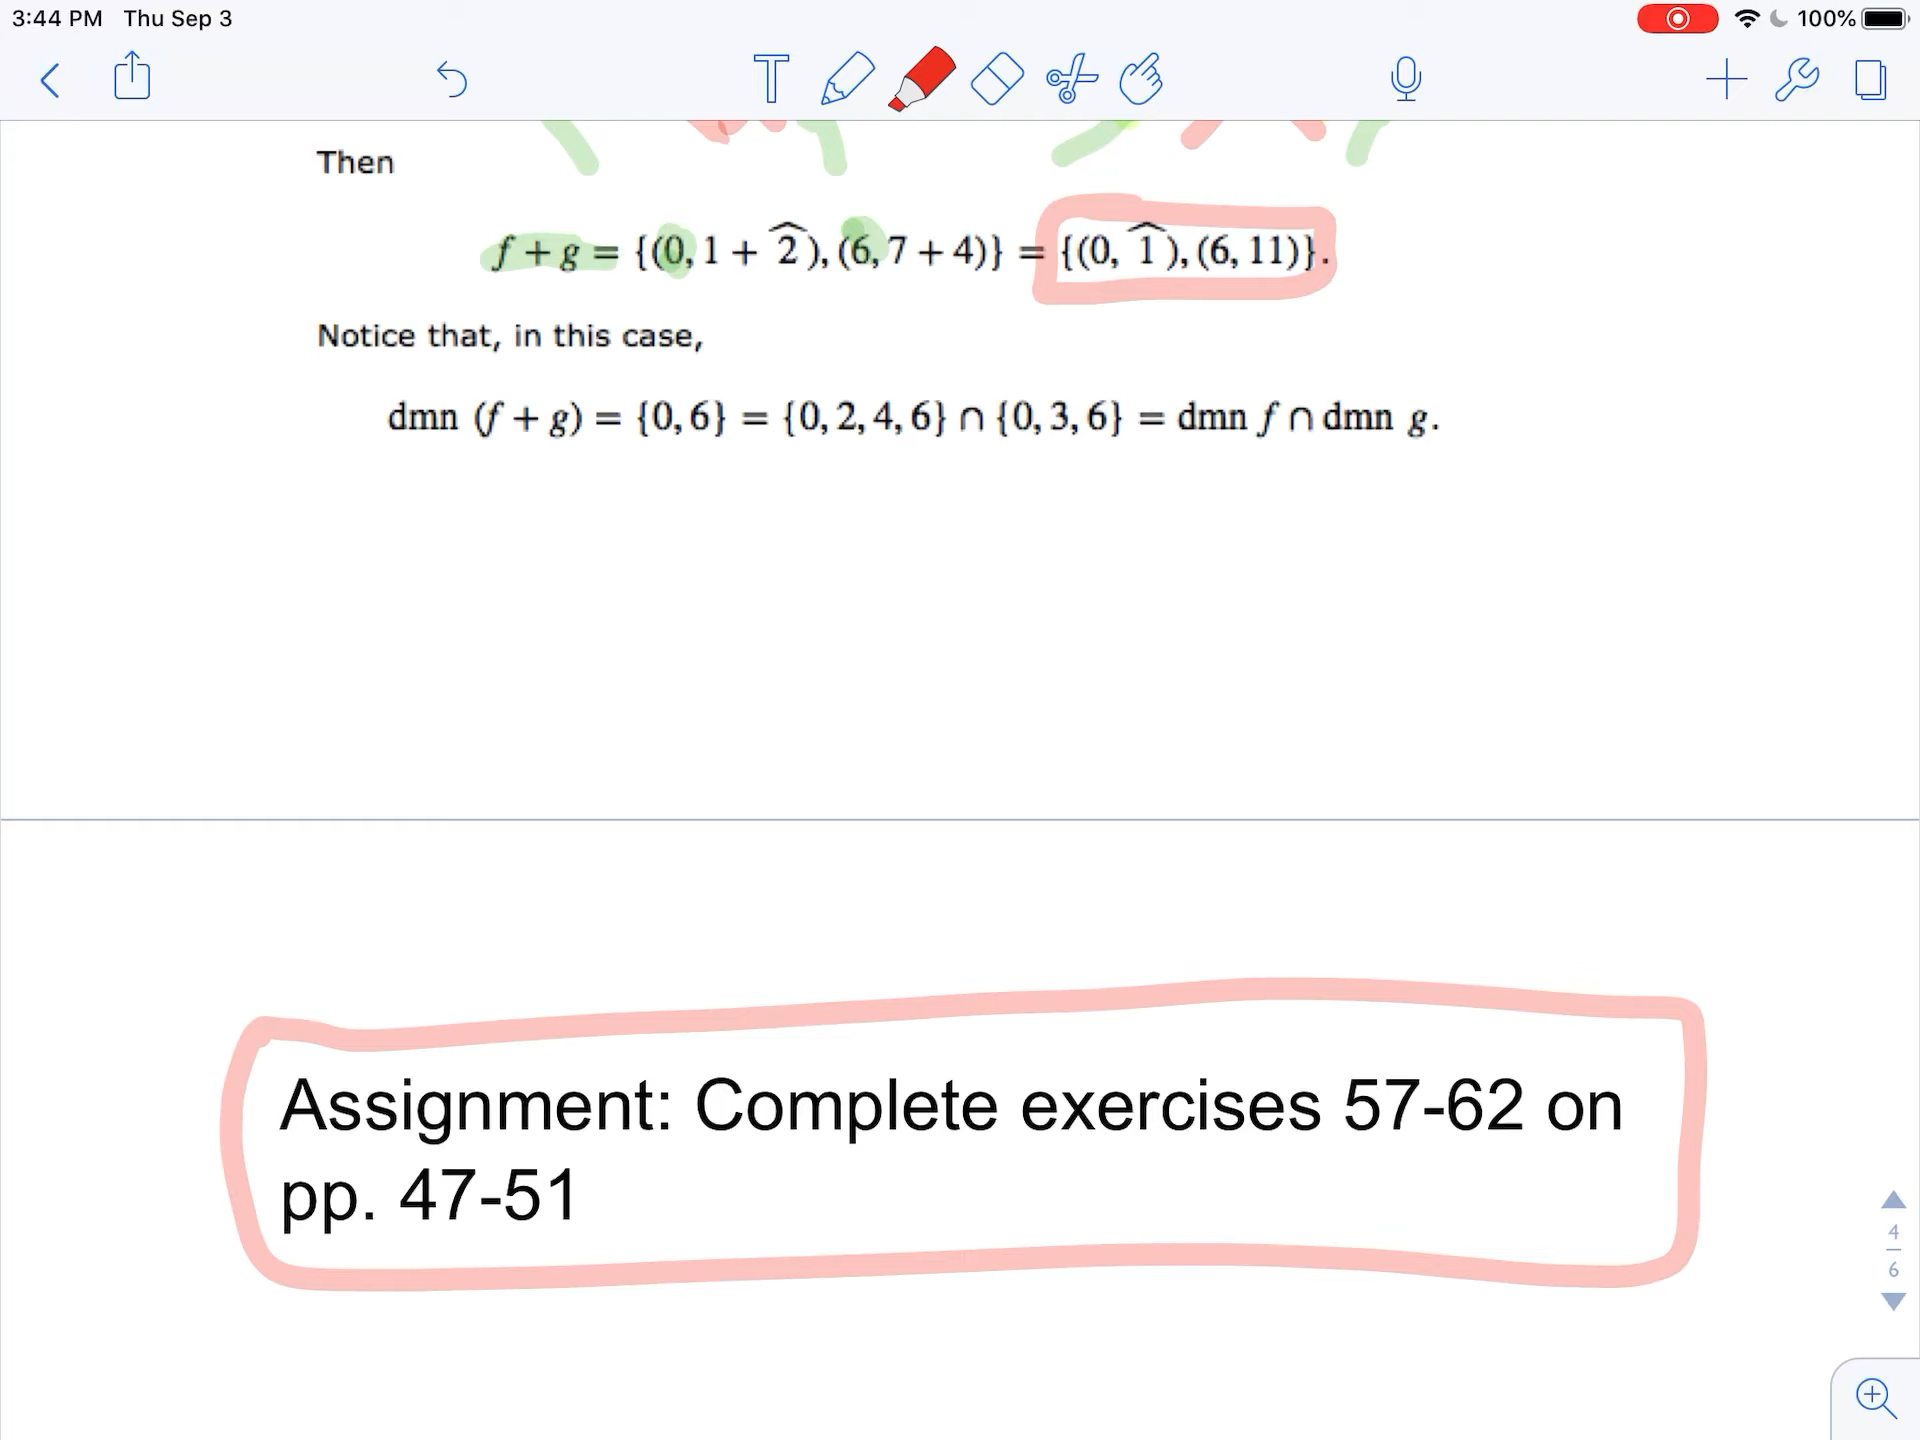 3:44 PM Thu Sep 3
100%
Then
f + g = {(0, 1 + \widehat{2}), (6, 7 + 4)} = {(0, \widehat{1}), (6, 11)}.
Notice that, in this case,
dmn (f + g) = {0, 6} = {0, 2, 4, 6} ∩ {0, 3, 6} = dmn f ∩ dmn g.
Assignment: Complete exercises 57-62 on
pp. 47-51
4
6